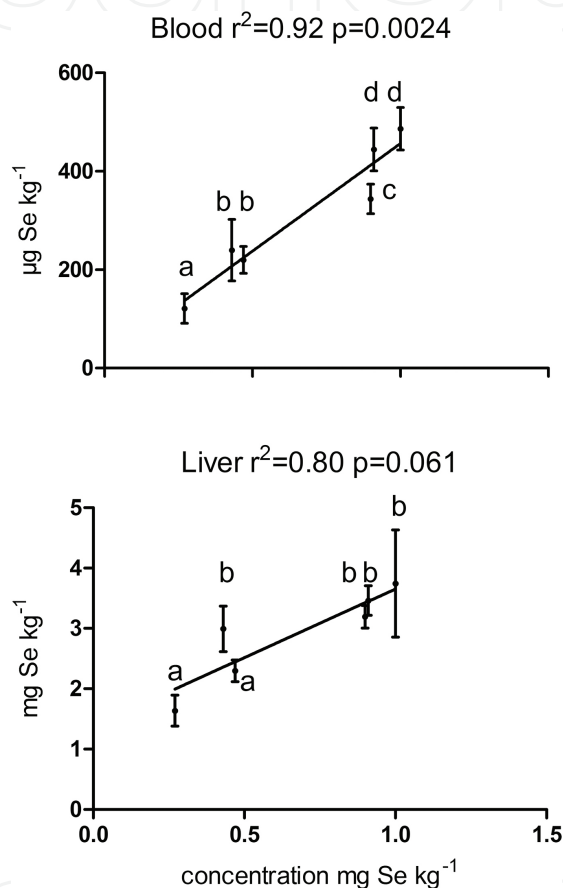 Blood r²=0.92 p=0.0024
600
d d
400
c
µg Se kg⁻¹
b b
a
200
0
Liver r²=0.80 p=0.061
5
b
4
b
b b
3
mg Se kg⁻¹
a
a
2
1
0
0.0 0.5 1.0 1.5
concentration mg Se kg⁻¹